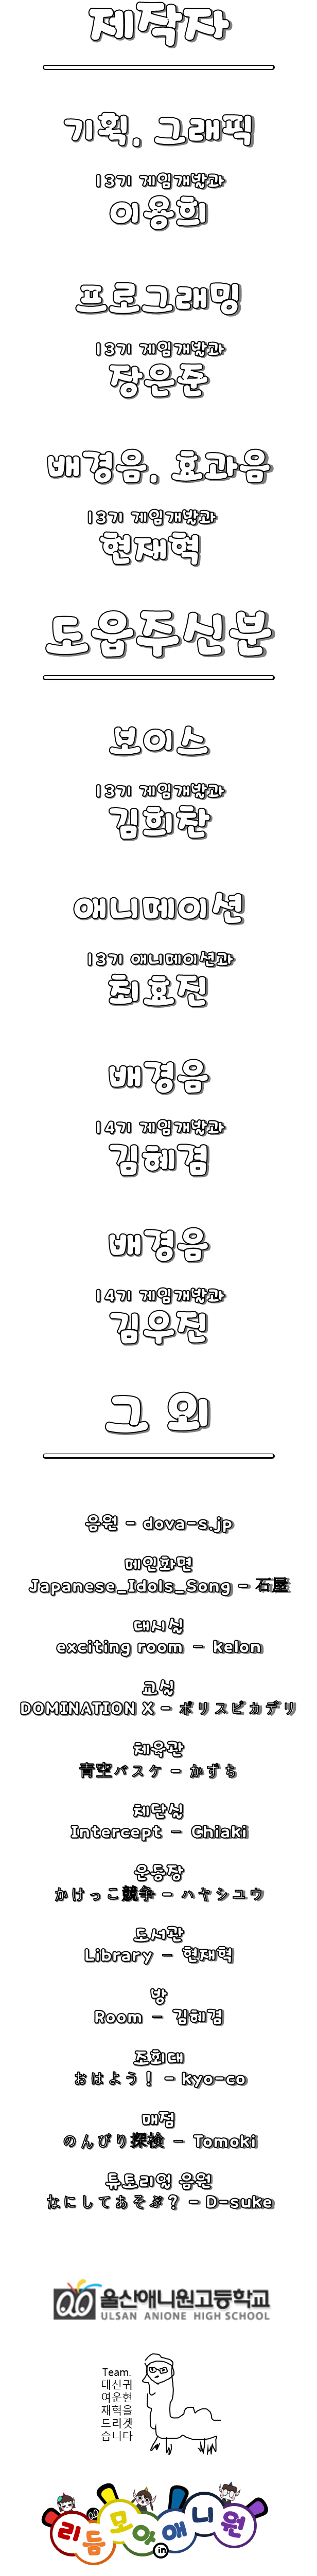 제작자
기획, 그래픽
13기 게임개발과
이용희
프로그래밍
13기 게임개발과
장은준
배경음, 효과음
13기 게임개발과
현재혁
도움주신분
보이스
13기 게임개발과
김희찬
애니메이션
13기 애니메이션과
최효진
배경음
14기 게임개발과
김혜겸
배경음
14기 게임개발과
김우진
그 외
음원 - dova-s.jp
메인화면
Japanese_Idols_Song - 石屋
대시실
exciting room - kelon
교실
DOMINATION X - ポリスピカデリ
체육관
青空バスケ - かずち
체단실
Intercept - Chiaki
운동장
かけっこ競争 - ハヤシユウ
도서관
Library - 현재혁
방
Room - 김혜겸
조회대
おはよう！ - kyo-co
매점
のんびり探検 - Tomoki
튜토리얼 음원
なにしてあそぶ？ - D-suke
울산애니원고등학교
ULSAN ANIONE HIGH SCHOOL
Team.
대신귀
여운현
재혁을
드리겟
습니다
리듬모아애니원
in